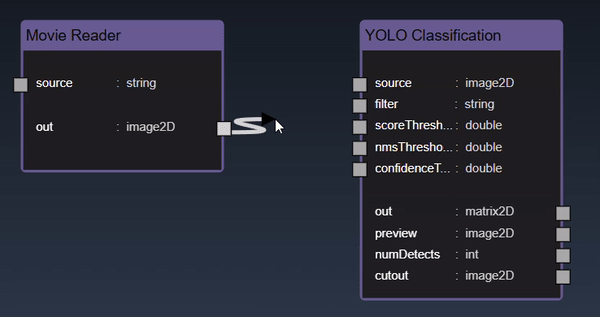 Movie Reader
source : string
out : image2D
YOLO Classification
source : image2D
filter : string
scoreThresh... : double
nmsThresho... : double
confidenceT... : double
out : matrix2D
preview : image2D
numDetects : int
cutout : image2D